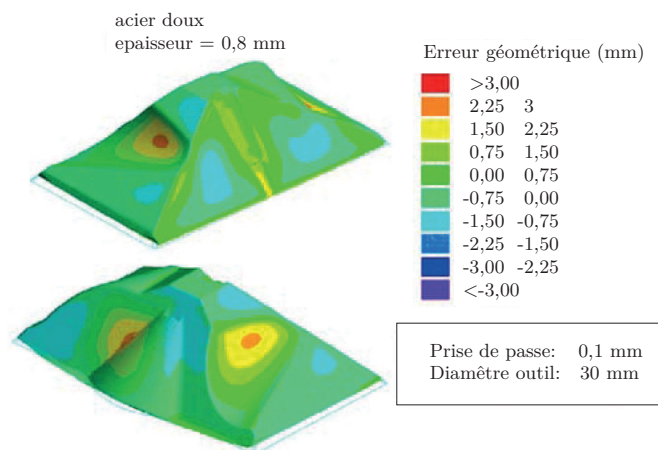 acier doux
epaisseur = 0,8 mm
Erreur géométrique (mm)
>3,00
2,25 3
1,50 2,25
0,75 1,50
0,00 0,75
-0,75 0,00
-1,50 -0,75
-2,25 -1,50
-3,00 -2,25
<-3,00
Prise de passe: 0,1 mm
Diamêtre outil: 30 mm